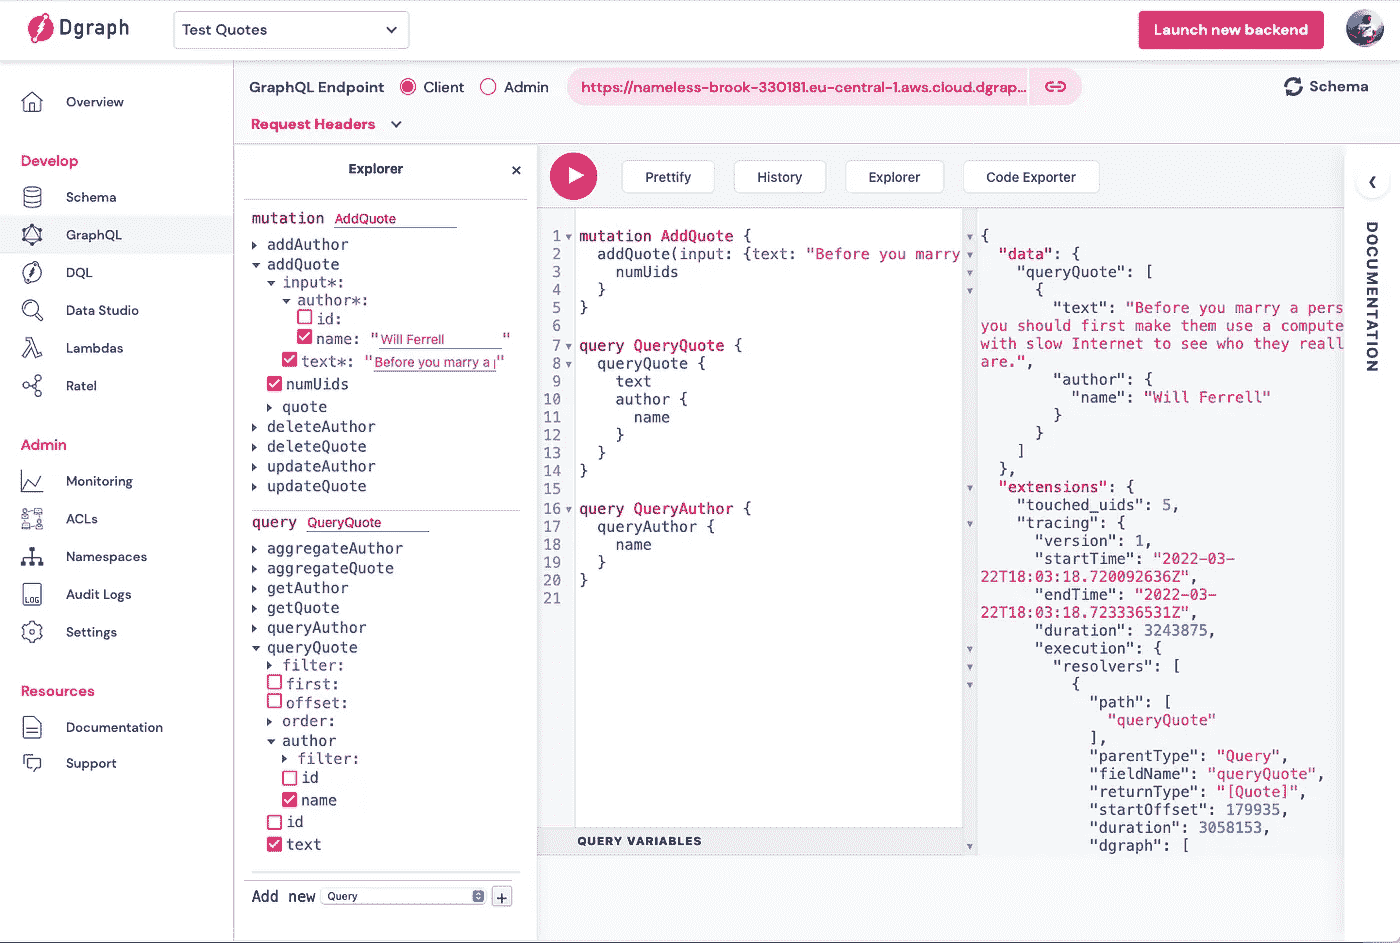 Dgraph
Test Quotes
Launch new backend
Overview
Develop
Schema
GraphQL
DQL
Data Studio
Lambdas
Ratel
Admin
Monitoring
ACLs
Namespaces
Audit Logs
LOG
Settings
Resources
Documentation
Support
GraphQL Endpoint Client Admin https://nameless-brook-330181.eu-central-1.aws.cloud.dgrap... Schema
Request Headers
Explorer ×
mutation AddQuote
addAuthor
addQuote
input*:
author*:
id:
name: "Will Ferrell"
text*: "Before you marry a p"
numUids
quote
deleteAuthor
deleteQuote
updateAuthor
updateQuote
query QueryQuote
aggregateAuthor
aggregateQuote
getAuthor
getQuote
queryAuthor
queryQuote
filter:
first:
offset:
order:
author
filter:
id
name
id
text
Add new Query +
Prettify History Explorer Code Exporter
1 mutation AddQuote {
2 addQuote(input: {text: "Before you marry
3 numUids
4 }
5 }
6
7 query QueryQuote {
8 queryQuote {
9 text
10 author {
11 name
12 }
13 }
14 }
15
16 query QueryAuthor {
17 queryAuthor {
18 name
19 }
20 }
21
QUERY VARIABLES
{
"data": {
"queryQuote": [
{
"text": "Before you marry a pers
you should first make them use a compute
with slow Internet to see who they reall
are.",
"author": {
"name": "Will Ferrell"
}
}
]
},
"extensions": {
"touched_uids": 5,
"tracing": {
"version": 1,
"startTime": "2022-03-
22T18:03:18.720092636Z",
"endTime": "2022-03-
22T18:03:18.723336531Z",
"duration": 3243875,
"execution": {
"resolvers": [
{
"path": [
"queryQuote"
],
"parentType": "Query",
"fieldName": "queryQuote",
"returnType": "[Quote]",
"startOffset": 179935,
"duration": 3058153,
"dgraph": [
DOCUMENTATION